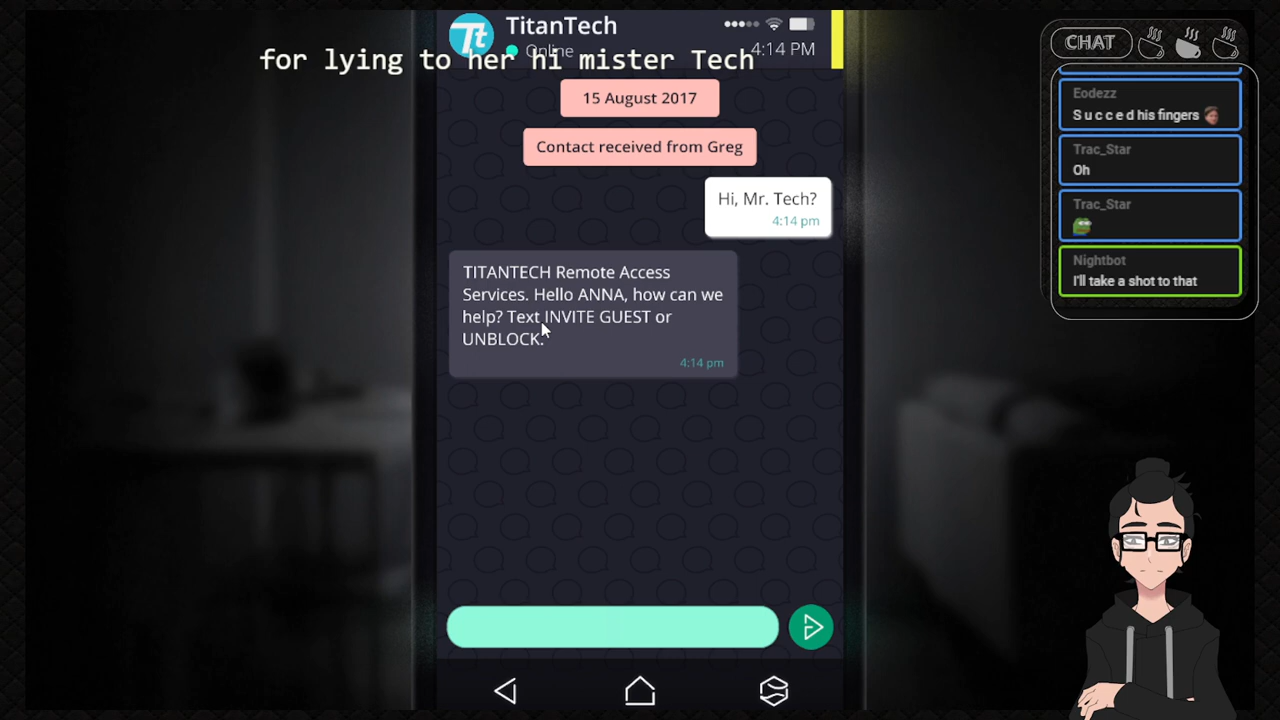 Tt
TitanTech
Online
4:14 PM
for lying to her hi mister Tech
15 August 2017
Contact received from Greg
Hi, Mr. Tech?
4:14 pm
TITANTECH Remote Access
Services. Hello ANNA, how can we
help? Text INVITE GUEST or
UNBLOCK.
4:14 pm
CHAT
Eodezz
S u c c e d his fingers
Trac_Star
Oh
Trac_Star
Nightbot
I'll take a shot to that